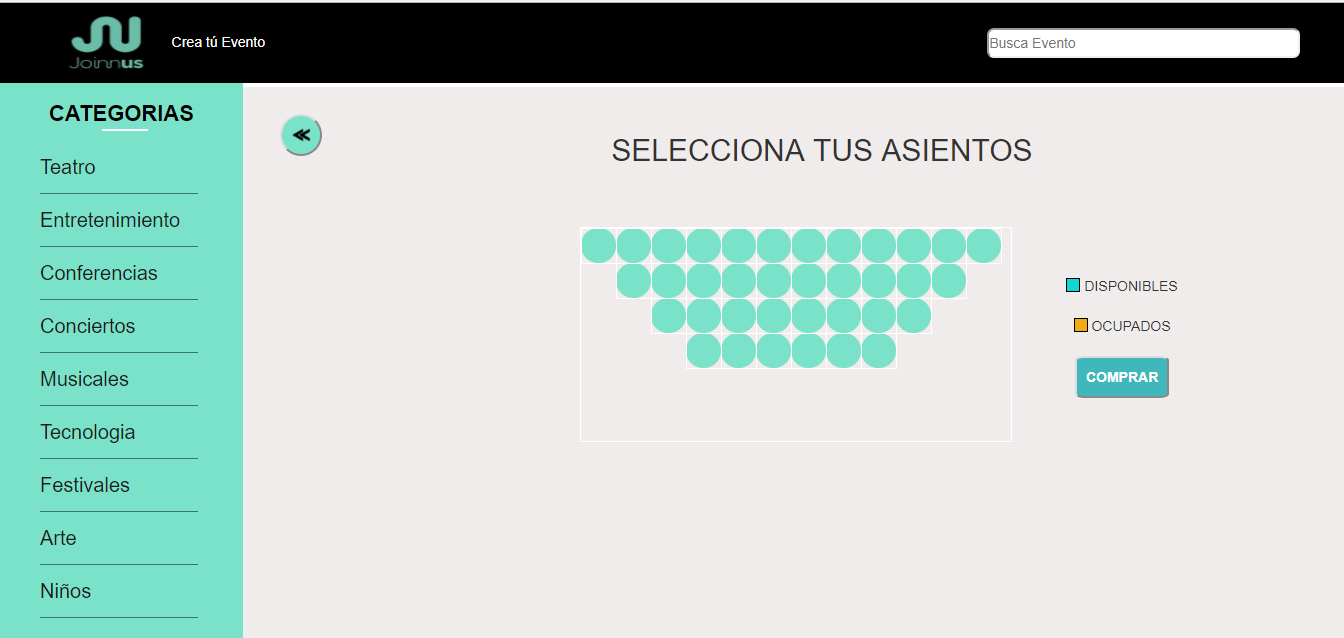 Joinnus
Crea tú Evento
Busca Evento
CATEGORIAS
Teatro
Entretenimiento
Conferencias
Conciertos
Musicales
Tecnologia
Festivales
Arte
Niños
SELECCIONA TUS ASIENTOS
DISPONIBLES
OCUPADOS
COMPRAR